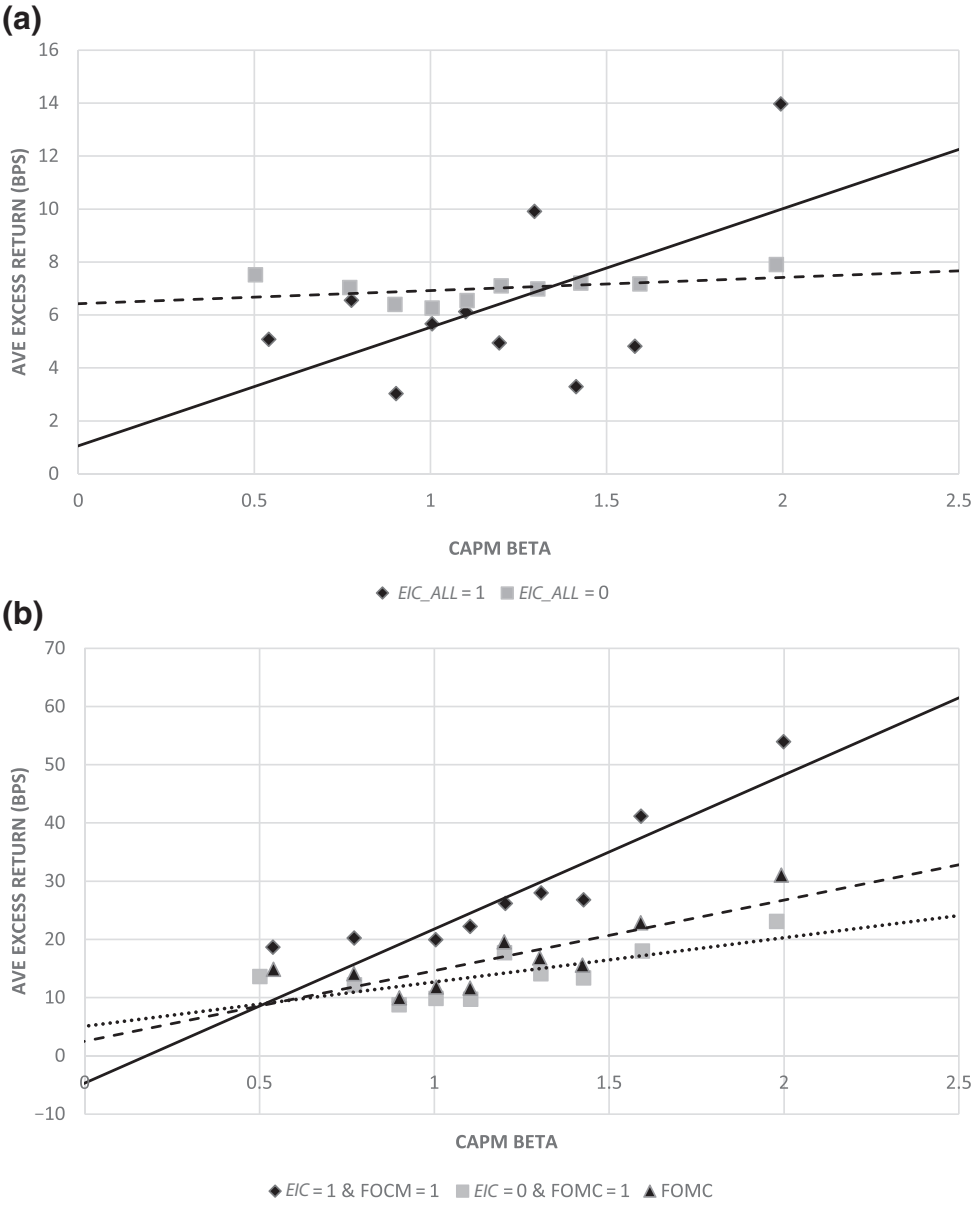 (a)
16
14
12
10
8
6
4
2
0
AVE EXCESS RETURN (BPS)
0 0.5 1 1.5 2 2.5
CAPM BETA
EIC_ALL = 1 EIC_ALL = 0
(b)
70
60
50
40
30
20
10
0
−10
AVE EXCESS RETURN (BPS)
0 0.5 1 1.5 2 2.5
CAPM BETA
EIC = 1 & FOCM = 1 EIC = 0 & FOMC = 1 FOMC